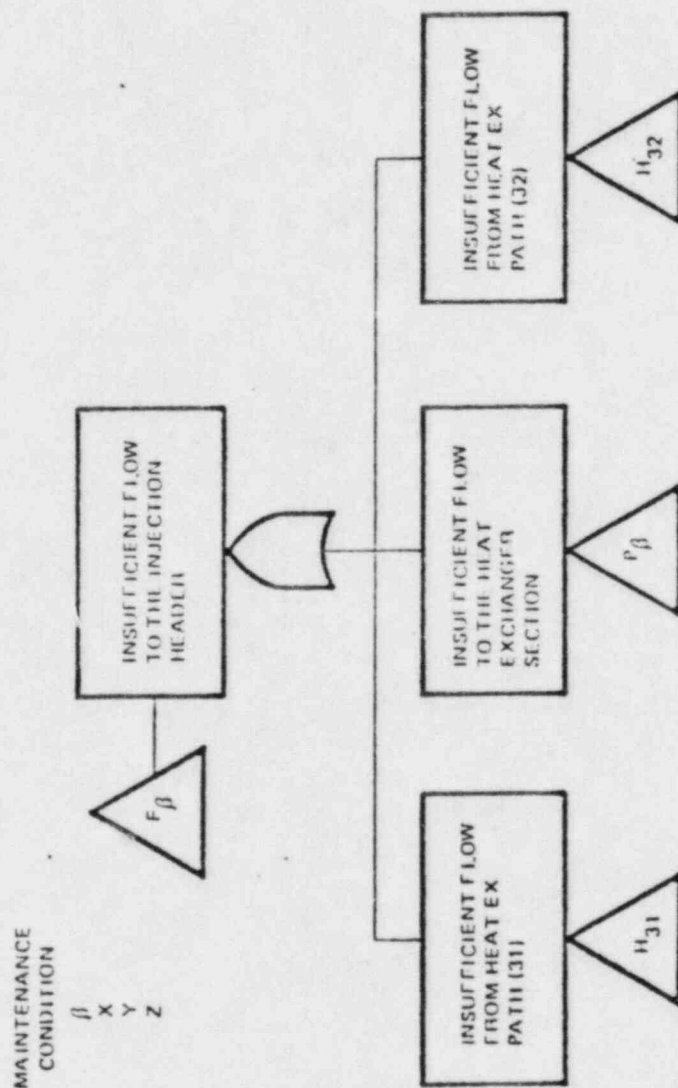 MAINTENANCE
CONDITION
β
X
Y
Z
F β
INSUFFICIENT FLOW
TO THE INJECTION
HEADER
INSUFFICIENT FLOW
FROM HEAT EX
PATH (31)
H 31
INSUFFICIENT FLOW
TO THE HEAT
EXCHANGER
SECTION
P β
INSUFFICIENT FLOW
FROM HEAT EX
PATH (32)
H 32